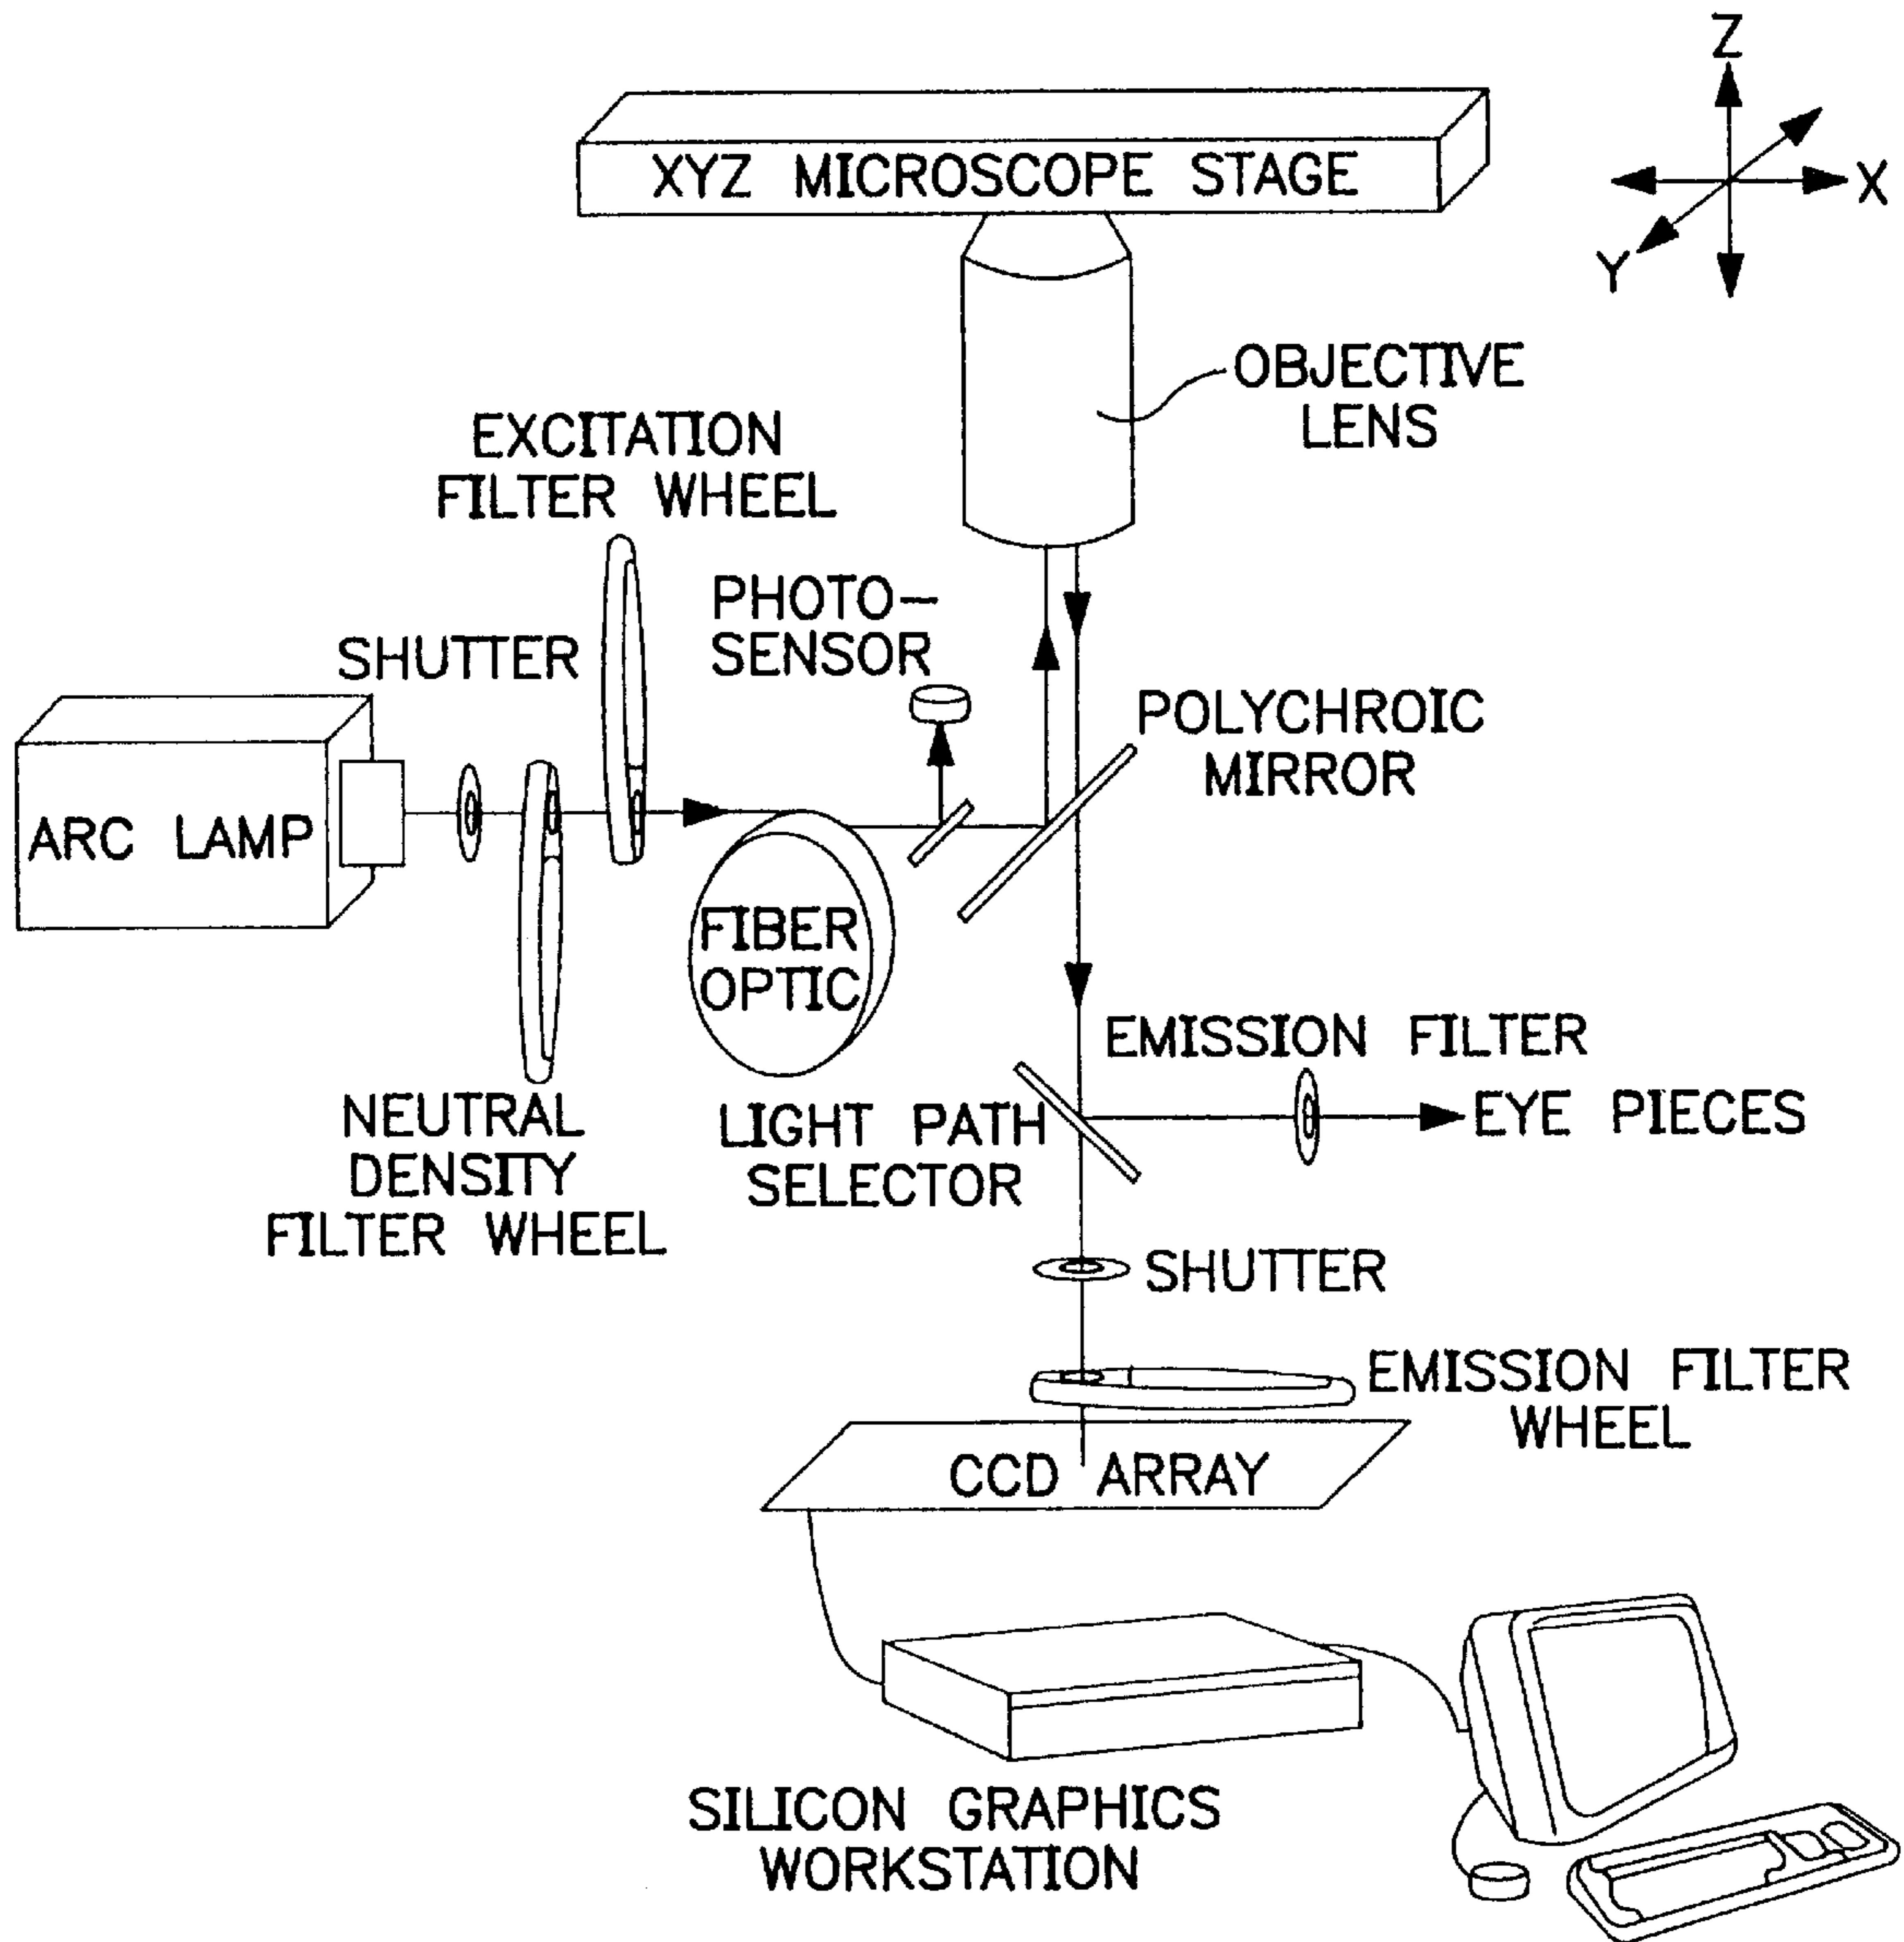 Z
XYZ MICROSCOPE STAGE
X
Y
OBJECTIVE
LENS
EXCITATION
FILTER WHEEL
PHOTO-
SENSOR
SHUTTER
POLYCHROIC
MIRROR
ARC LAMP
FIBER
OPTIC
EMISSION FILTER
EYE PIECES
NEUTRAL
DENSITY
FILTER WHEEL
LIGHT PATH
SELECTOR
SHUTTER
EMISSION FILTER
WHEEL
CCD ARRAY
SILICON GRAPHICS
WORKSTATION